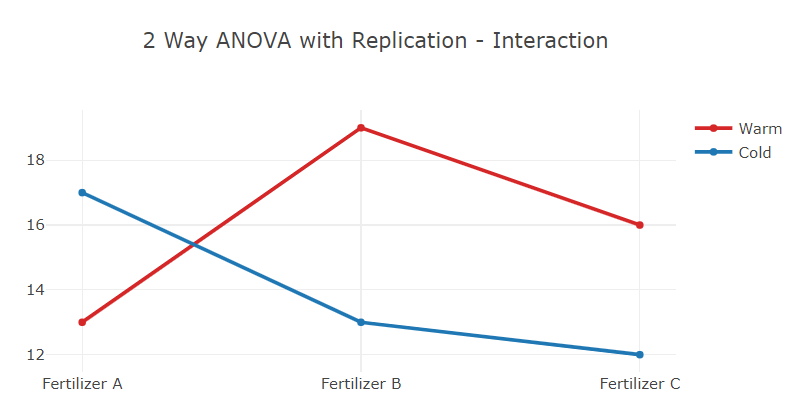 2 Way ANOVA with Replication - Interaction
Warm
Cold
18
16
14
12
Fertilizer A
Fertilizer B
Fertilizer C